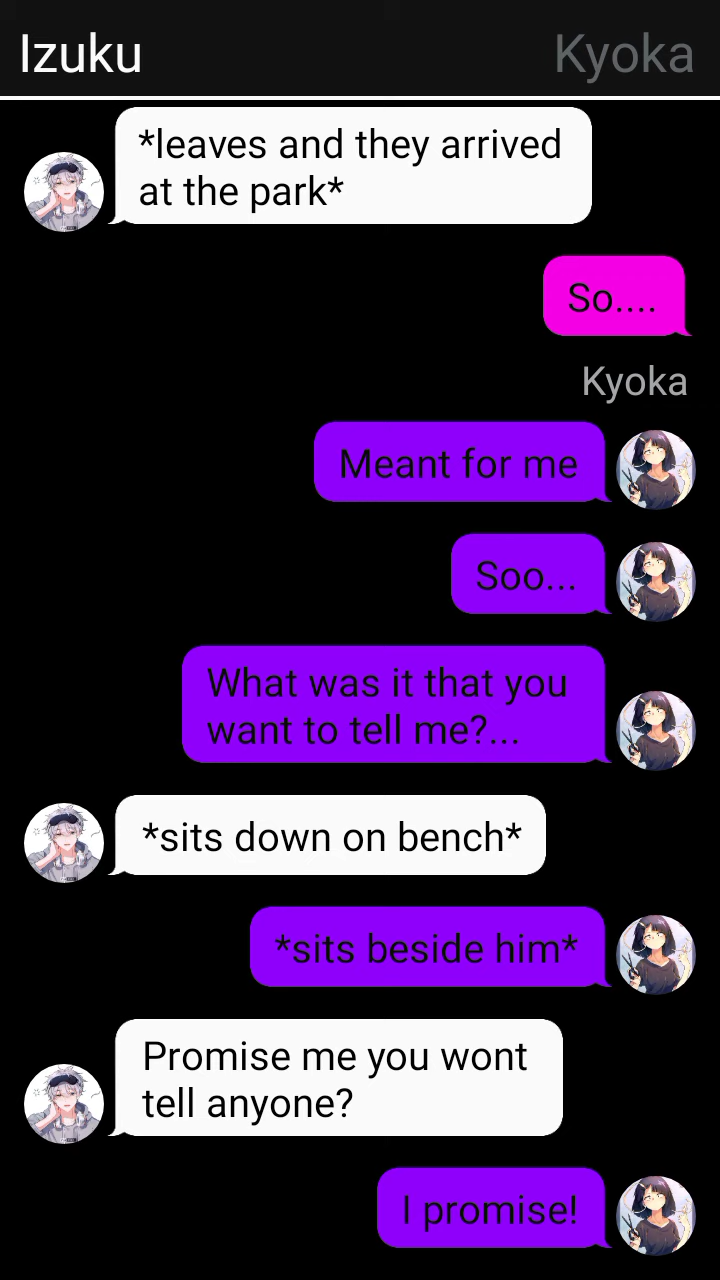 Izuku
Kyoka
*leaves and they arrived
at the park*
So....
Kyoka
Meant for me
Soo...
What was it that you
want to tell me?...
*sits down on bench*
*sits beside him*
Promise me you wont
tell anyone?
I promise!